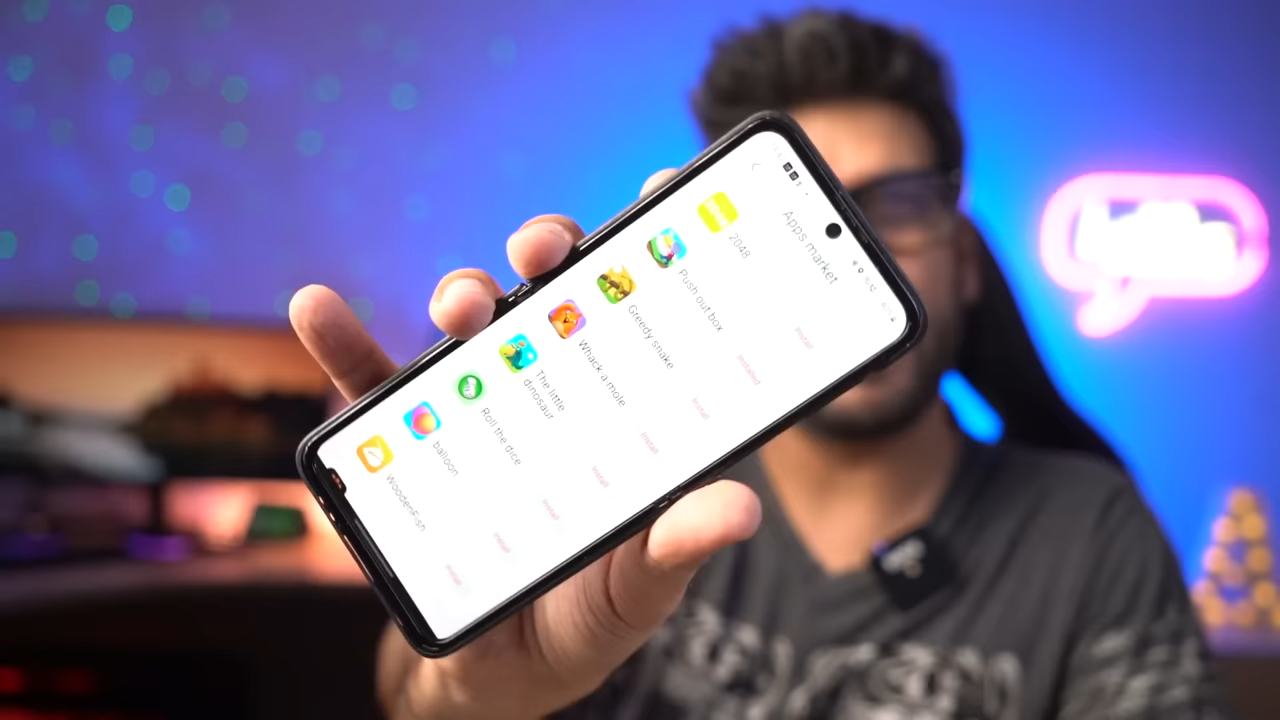 Apps market
2048
Install
Push out box
Installed
Greedy snake
Install
Whack a mole
Install
The little
dinosaur
Install
Roll the dice
Install
balloon
Install
WoodenFish
Install